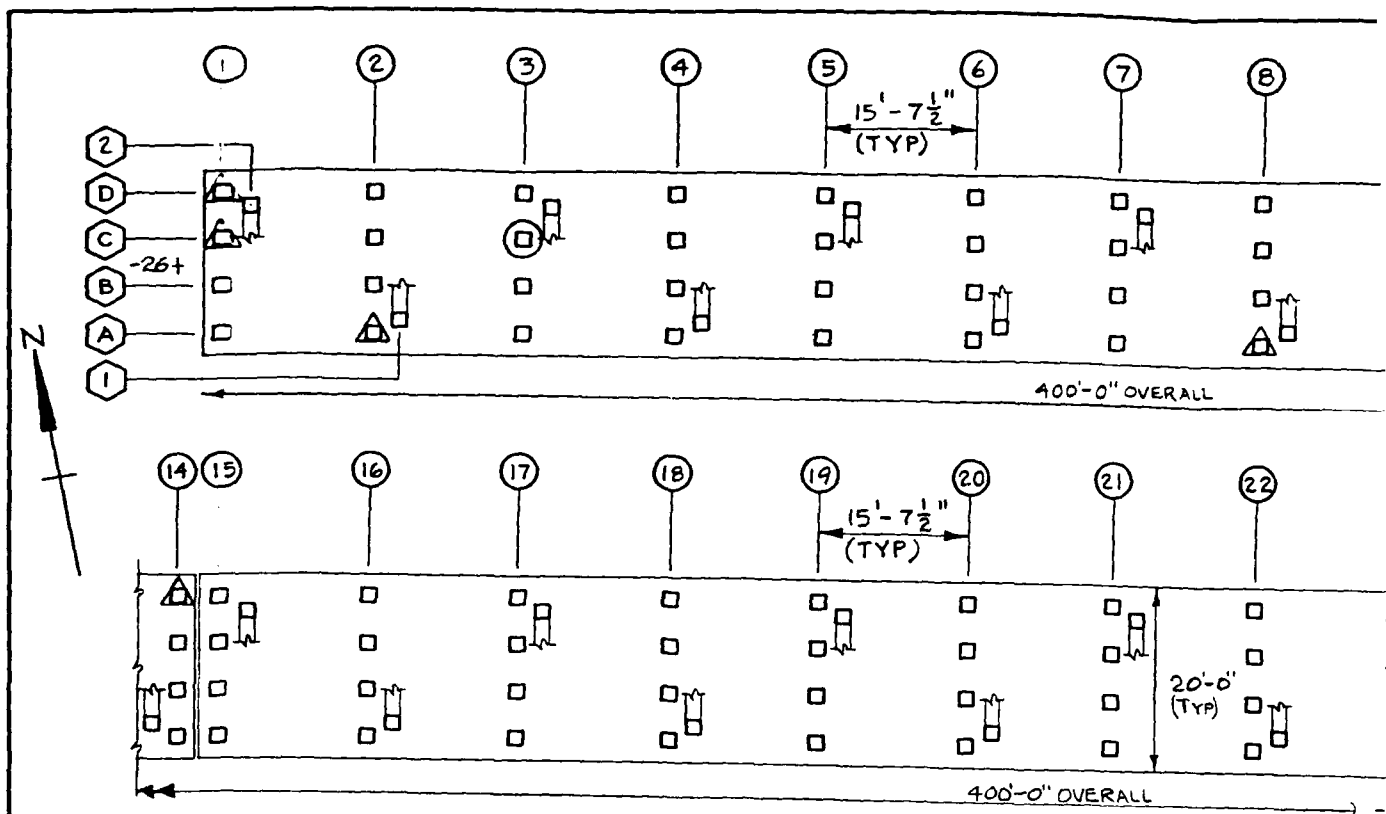 1 2 3 4 5 6 7 8
15'-7 1/2"
(TYP)
2
D
C
-26+
B
A
1
N
400'-0" OVERALL
14 15 16 17 18 19 20 21 22
15'-7 1/2"
(TYP)
20'-0"
(TYP)
400'-0" OVERALL